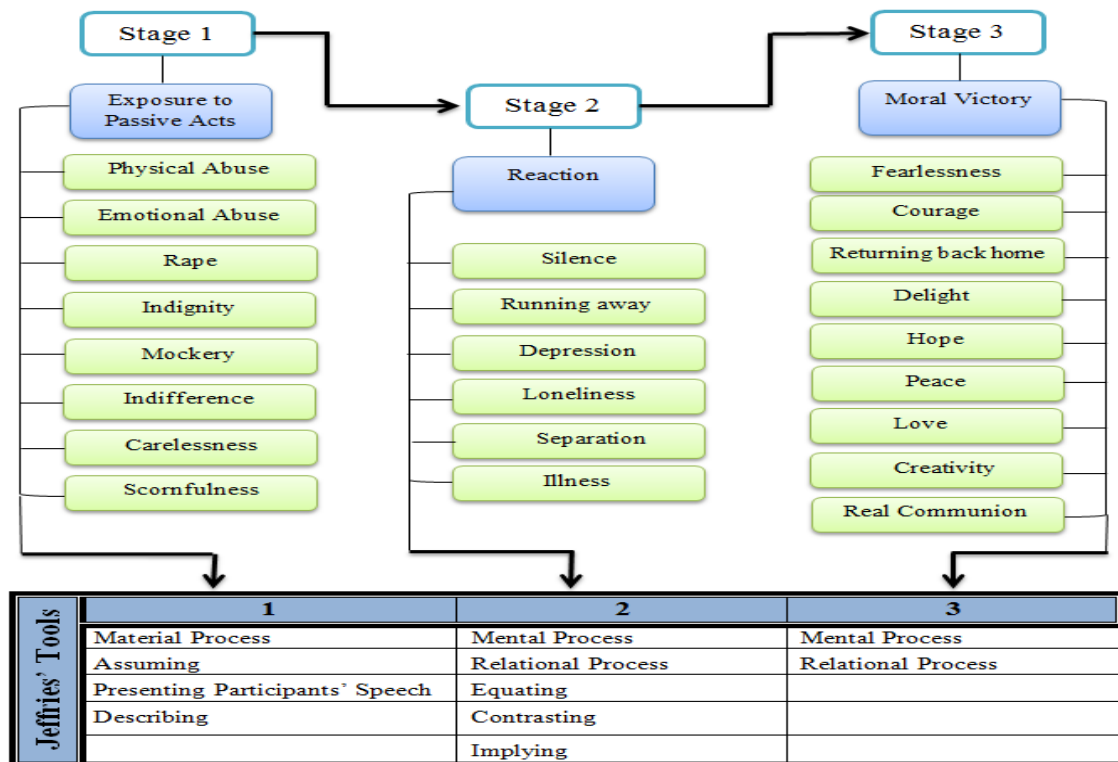 Stage 1
Exposure to
Passive Acts
Physical Abuse
Emotional Abuse
Rape
Indignity
Mockery
Indifference
Carelessness
Scornfulness
Stage 2
Reaction
Silence
Running away
Depression
Loneliness
Separation
Illness
Stage 3
Moral Victory
Fearlessness
Courage
Returning back home
Delight
Hope
Peace
Love
Creativity
Real Communion
Jeffries' Tools
1 2 3
Material Process Mental Process Mental Process
Assuming Relational Process Relational Process
Presenting Participants' Speech Equating
Describing Contrasting
Implying